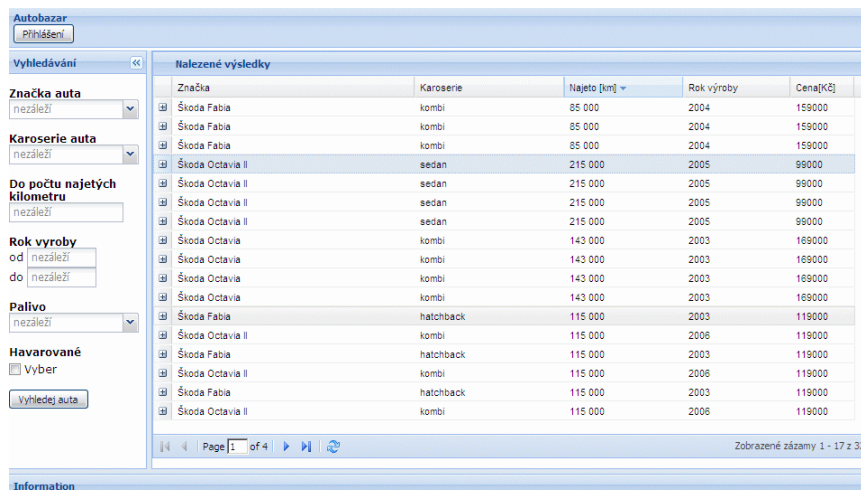 Autobazar
Přihlášení
Vyhledávání
Nalezené výsledky
Značka auta
nezáleží
Karoserie auta
nezáleží
Do počtu najetých
kilometru
nezáleží
Rok vyroby
od nezáleží
do nezáleží
Palivo
nezáleží
Havarované
Vyber
Vyhledej auta
Značka Karoserie Najeto [km] Rok výroby Cena[Kč]
Škoda Fabia kombi 85 000 2004 159000
Škoda Fabia kombi 85 000 2004 159000
Škoda Fabia kombi 85 000 2004 159000
Škoda Octavia II sedan 215 000 2005 99000
Škoda Octavia II sedan 215 000 2005 99000
Škoda Octavia II sedan 215 000 2005 99000
Škoda Octavia II sedan 215 000 2005 99000
Škoda Octavia kombi 143 000 2003 169000
Škoda Octavia kombi 143 000 2003 169000
Škoda Octavia kombi 143 000 2003 169000
Škoda Octavia kombi 143 000 2003 169000
Škoda Fabia hatchback 115 000 2003 119000
Škoda Octavia II kombi 115 000 2006 119000
Škoda Fabia hatchback 115 000 2003 119000
Škoda Octavia II kombi 115 000 2006 119000
Škoda Fabia hatchback 115 000 2003 119000
Škoda Octavia II kombi 115 000 2006 119000
Page 1 of 4
Zobrazené zázamy 1 - 17 z
Information